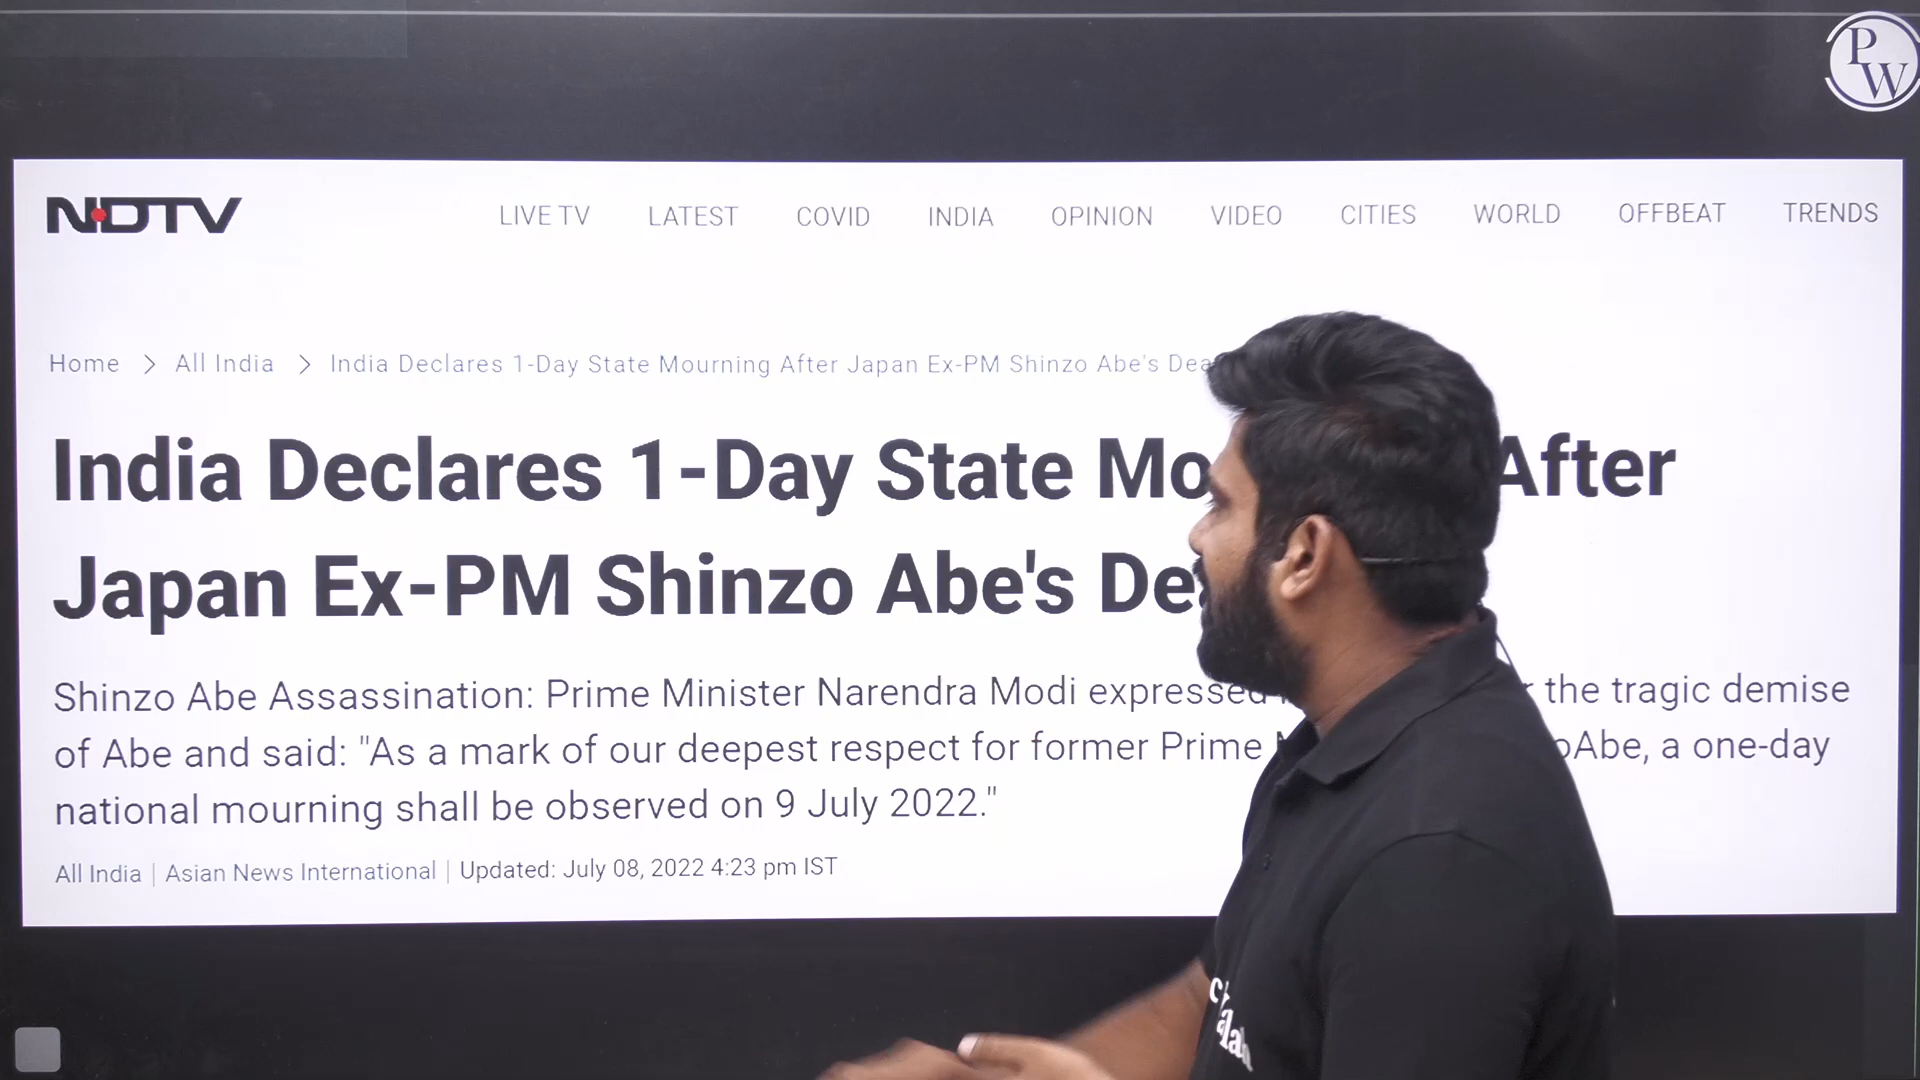 PW
NDTV LIVE TV LATEST COVID INDIA OPINION VIDEO CITIES WORLD OFFBEAT TRENDS
Home > All India > India Declares 1-Day State Mourning After Japan Ex-PM Shinzo Abe's
India Declares 1-Day State After
Japan Ex-PM Shinzo Abe's
Shinzo Abe Assassination: Prime Minister Narendra Modi expressed the tragic demise
of Abe and said: "As a mark of our deepest respect for former Prime Abe, a one-day
national mourning shall be observed on 9 July 2022."
All India | Asian News International | Updated: July 08, 2022 4:23 pm IST